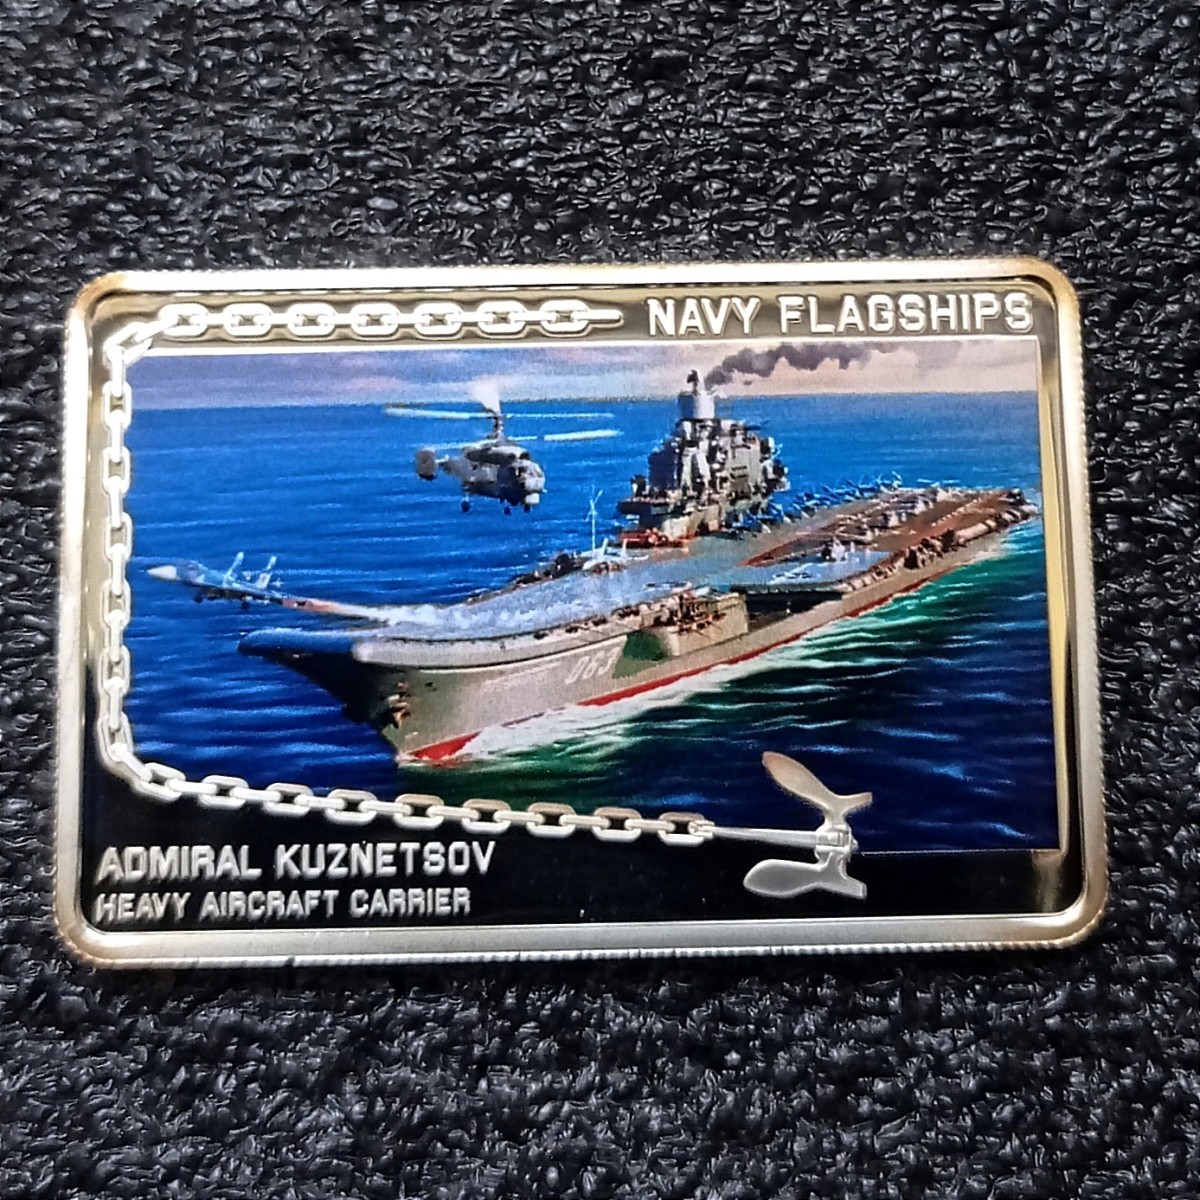 NAVY FLAGSHIPS
063
ADMIRAL KUZNETSOV
HEAVY AIRCRAFT CARRIER